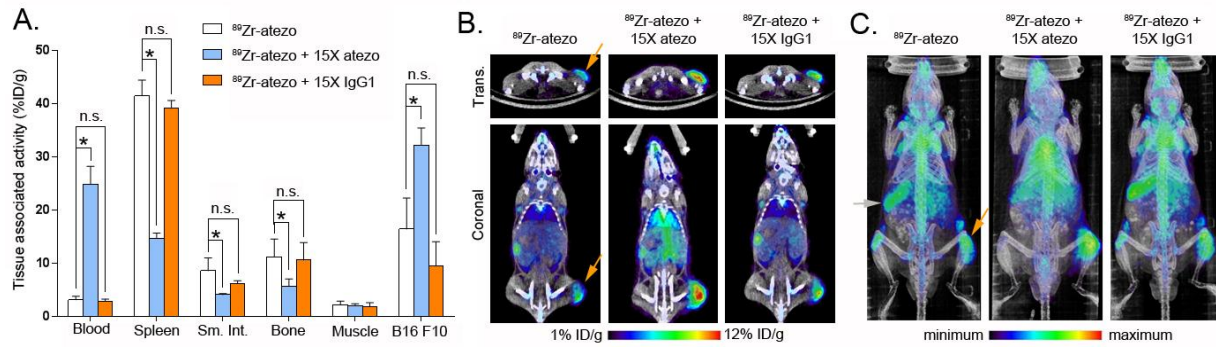 A.
⁸⁹Zr-atezo
⁸⁹Zr-atezo + 15X atezo
⁸⁹Zr-atezo + 15X IgG1
Tissue associated activity (%ID/g)
50
40
30
20
10
0
n.s.
*
n.s.
*
n.s.
*
n.s.
*
n.s.
*
Blood
Spleen
Sm. Int.
Bone
Muscle
B16 F10
B.
⁸⁹Zr-atezo
⁸⁹Zr-atezo +
15X atezo
⁸⁹Zr-atezo +
15X IgG1
Trans.
Coronal
1% ID/g
12% ID/g
C.
⁸⁹Zr-atezo
⁸⁹Zr-atezo +
15X atezo
⁸⁹Zr-atezo +
15X IgG1
minimum
maximum